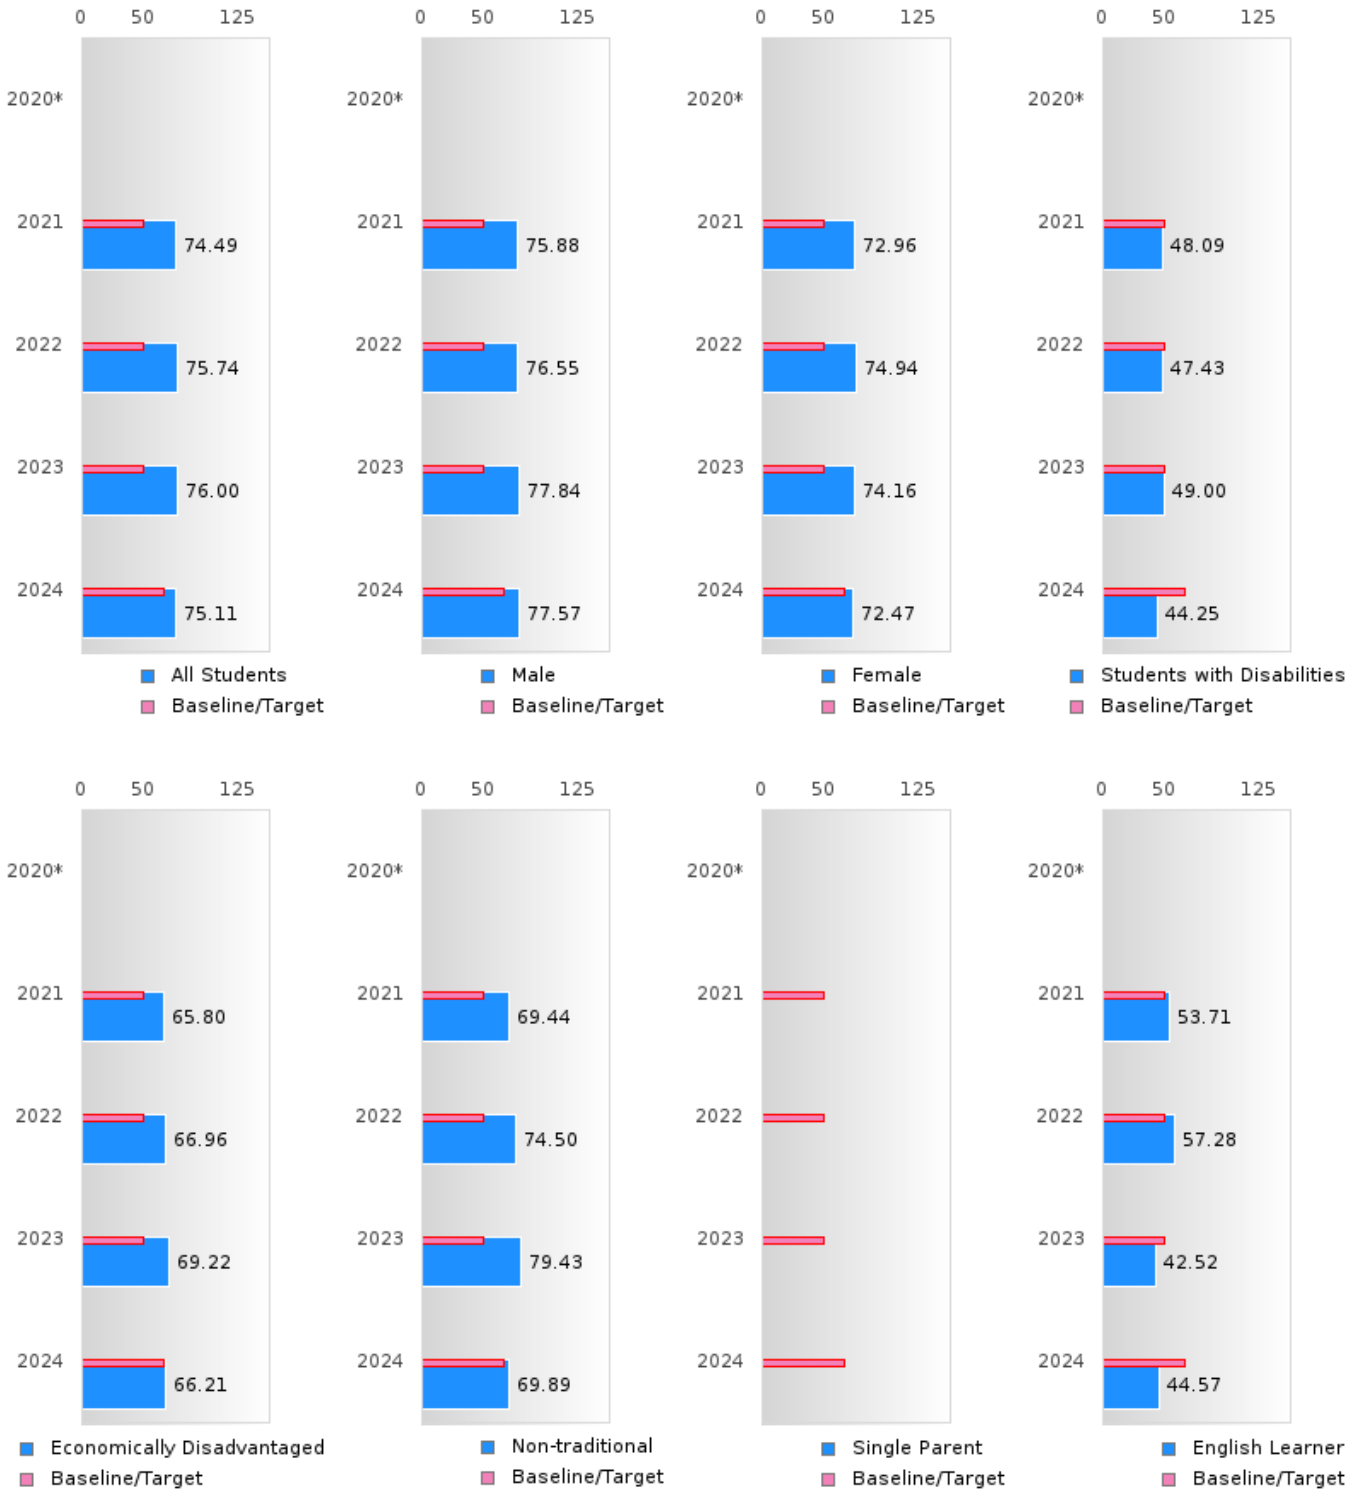 0 50 125 0 50 125 0 50 125 0 50 125
2020* 2020* 2020* 2020*
2021 2021 2021 2021
74.49 75.88 72.96 48.09
2022 2022 2022 2022
75.74 76.55 74.94 47.43
2023 2023 2023 2023
76.00 77.84 74.16 49.00
2024 2024 2024 2024
75.11 77.57 72.47 44.25
All Students Male Female Students with Disabilities
Baseline/Target Baseline/Target Baseline/Target Baseline/Target
0 50 125 0 50 125 0 50 125 0 50 125
2020* 2020* 2020* 2020*
2021 2021 2021 2021
65.80 69.44 53.71
2022 2022 2022 2022
66.96 74.50 57.28
2023 2023 2023 2023
69.22 79.43 42.52
2024 2024 2024 2024
66.21 69.89 44.57
Economically Disadvantaged Non-traditional Single Parent English Learner
Baseline/Target Baseline/Target Baseline/Target Baseline/Target